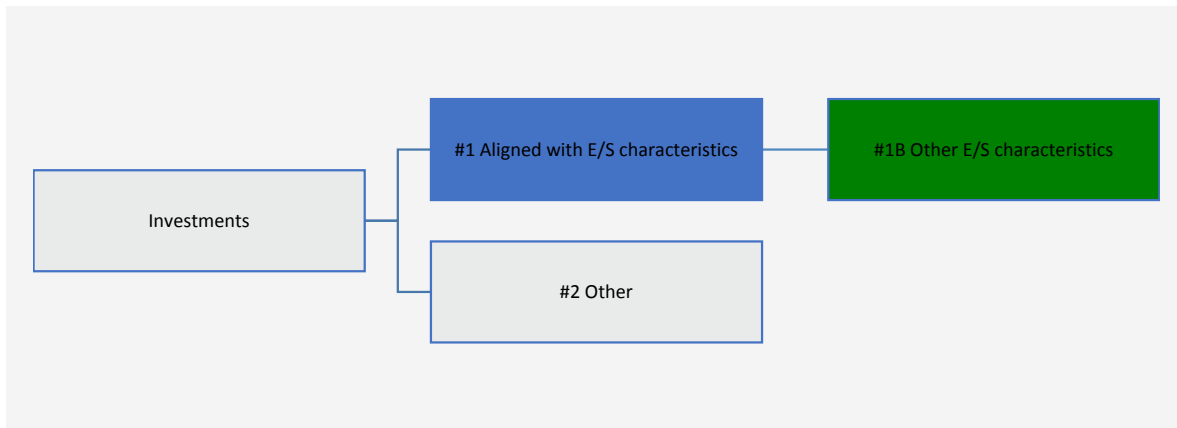 Investments
#1 Aligned with E/S characteristics
#1B Other E/S characteristics
#2 Other